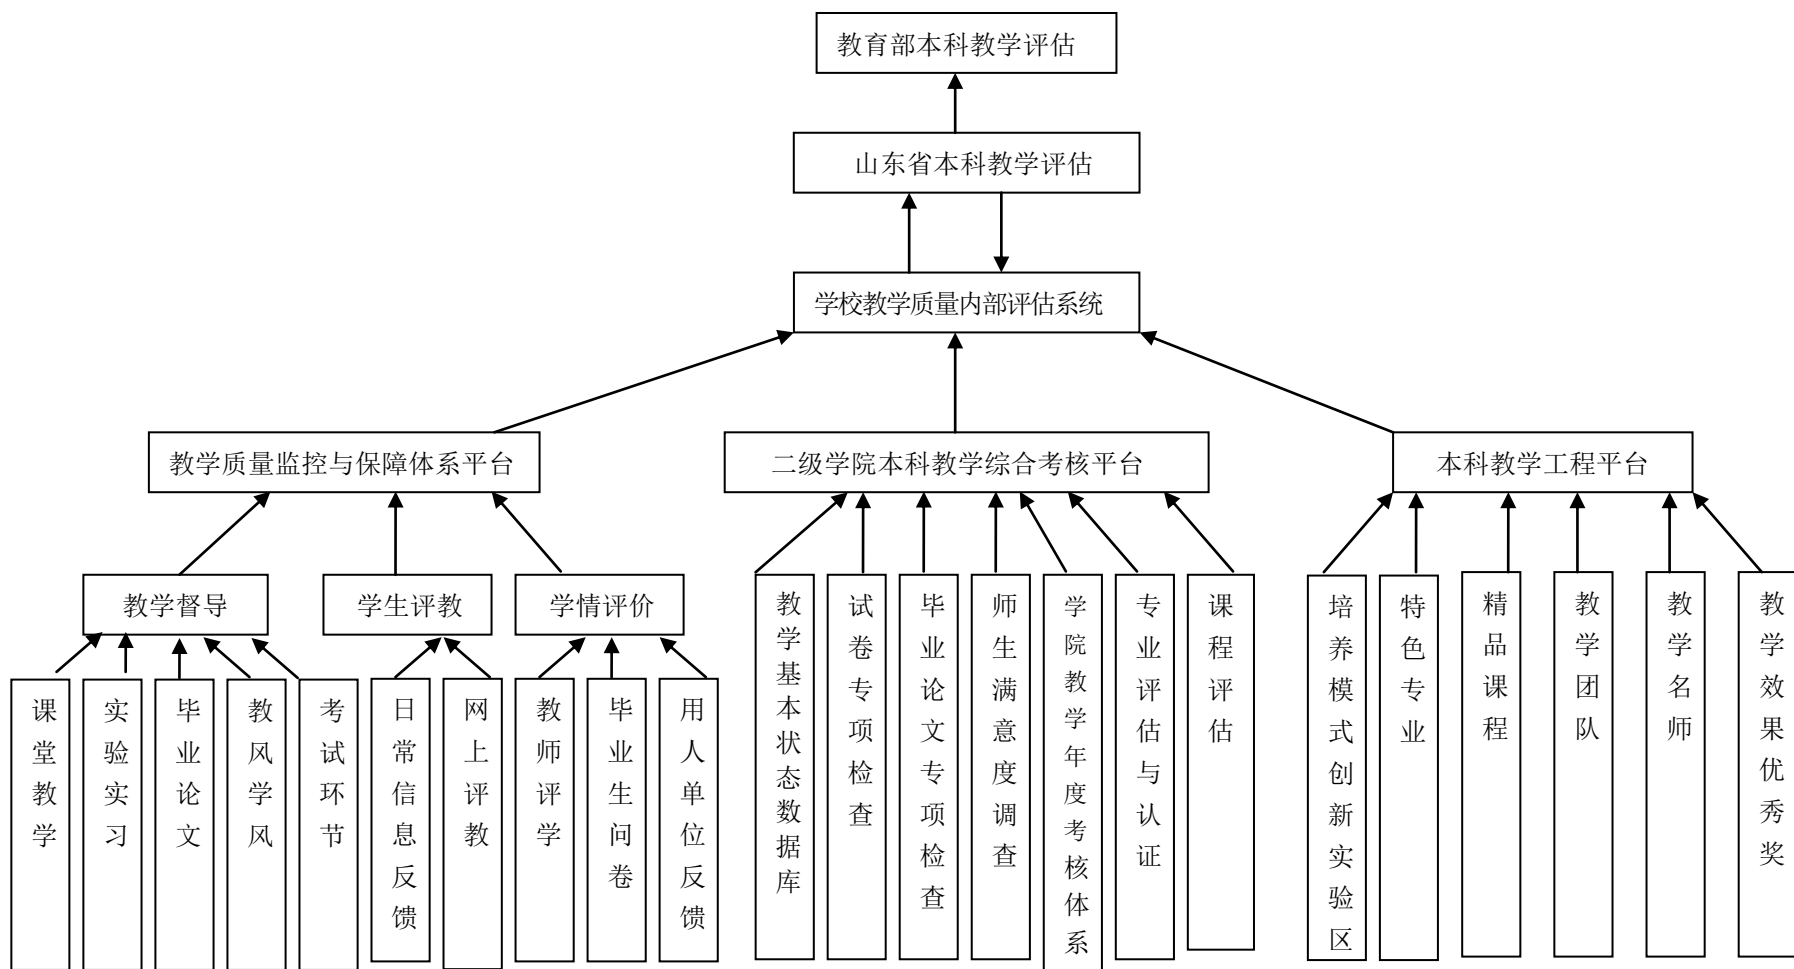 教育部本科教学评估
山东省本科教学评估
学校教学质量内部评估系统
教学质量监控与保障体系平台
二级学院本科教学综合考核平台
本科教学工程平台
教学督导
学生评教
学情评价
课堂教学
实验实习
毕业论文
教风学风
考试环节
日常信息反馈
网上评教
教师评学
毕业生问卷
用人单位反馈
教学基本状态数据库
试卷专项检查
毕业论文专项检查
师生满意度调查
学院教学年度考核体系
专业评估与认证
课程评估
培养模式创新实验区
特色专业
精品课程
教学团队
教学名师
教学效果优秀奖